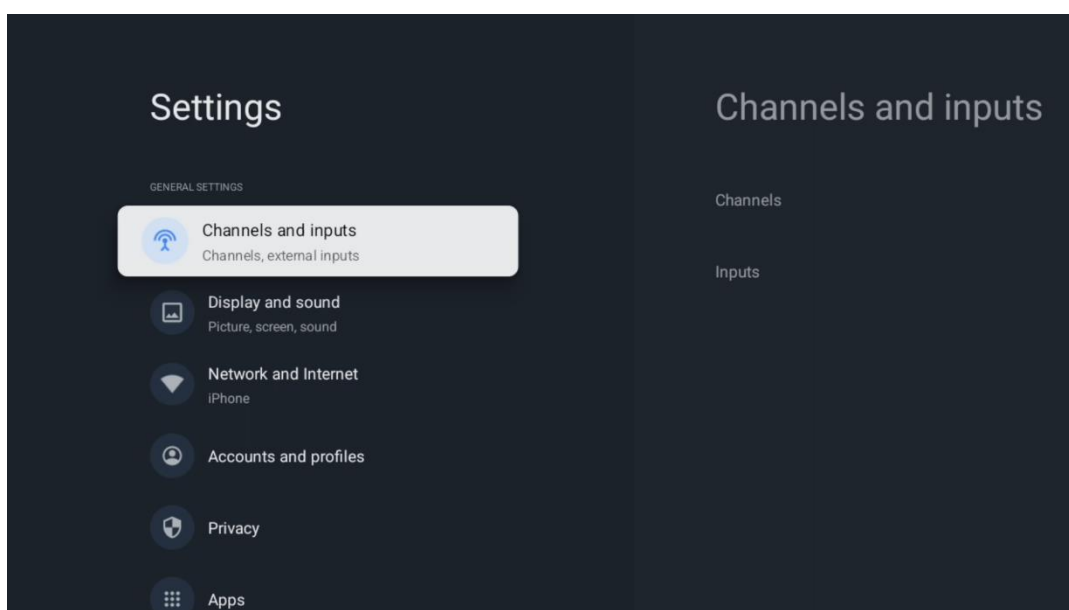 Settings
GENERAL SETTINGS
Channels and inputs
Channels, external inputs
Display and sound
Picture, screen, sound
Network and Internet
iPhone
Accounts and profiles
Privacy
Apps
Channels and inputs
Channels
Inputs